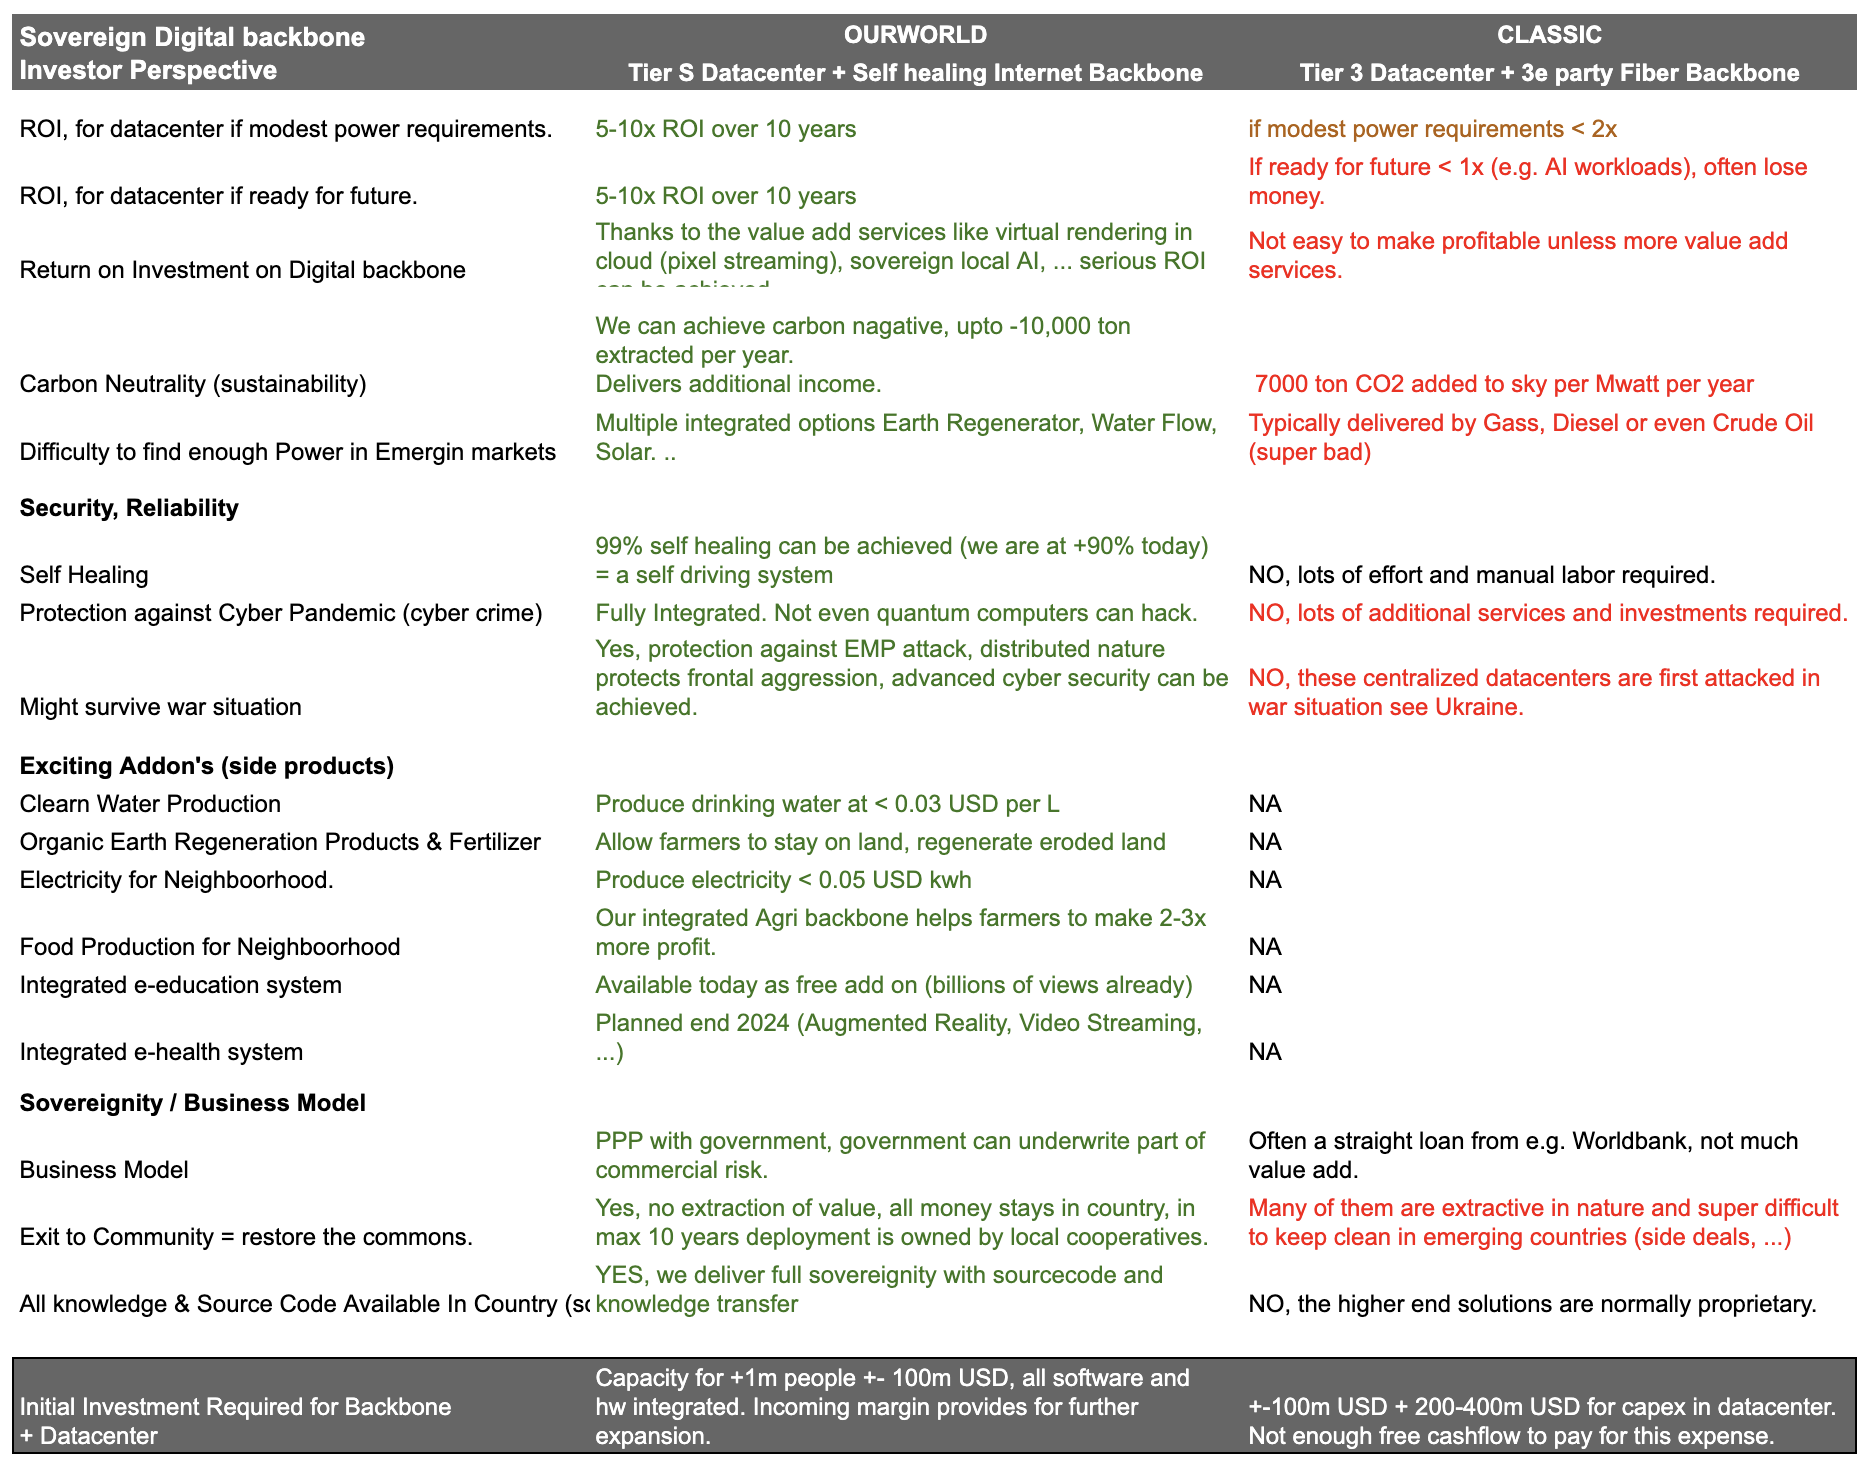 Sovereign Digital backbone
Investor Perspective
OURWORLD
Tier S Datacenter + Self healing Internet Backbone
CLASSIC
Tier 3 Datacenter + 3e party Fiber Backbone
ROI, for datacenter if modest power requirements.
5-10x ROI over 10 years
if modest power requirements < 2x
ROI, for datacenter if ready for future.
5-10x ROI over 10 years
If ready for future < 1x (e.g. AI workloads), often lose
money.
Return on Investment on Digital backbone
Thanks to the value add services like virtual rendering in
cloud (pixel streaming), sovereign local AI, ... serious ROI
can be achieved
Not easy to make profitable unless more value add
services.
Carbon Neutrality (sustainability)
We can achieve carbon nagative, upto -10,000 ton
extracted per year.
Delivers additional income.
7000 ton CO2 added to sky per Mwatt per year
Difficulty to find enough Power in Emergin markets
Multiple integrated options Earth Regenerator, Water Flow,
Solar. ..
Typically delivered by Gass, Diesel or even Crude Oil
(super bad)
Security, Reliability
Self Healing
99% self healing can be achieved (we are at +90% today)
= a self driving system
NO, lots of effort and manual labor required.
Protection against Cyber Pandemic (cyber crime)
Fully Integrated. Not even quantum computers can hack.
NO, lots of additional services and investments required.
Might survive war situation
Yes, protection against EMP attack, distributed nature
protects frontal aggression, advanced cyber security can be
achieved.
NO, these centralized datacenters are first attacked in
war situation see Ukraine.
Exciting Addon's (side products)
Clearn Water Production
Produce drinking water at < 0.03 USD per L
NA
Organic Earth Regeneration Products & Fertilizer
Allow farmers to stay on land, regenerate eroded land
NA
Electricity for Neighboorhood.
Produce electricity < 0.05 USD kwh
NA
Food Production for Neighboorhood
Our integrated Agri backbone helps farmers to make 2-3x
more profit.
NA
Integrated e-education system
Available today as free add on (billions of views already)
NA
Integrated e-health system
Planned end 2024 (Augmented Reality, Video Streaming,
...)
NA
Sovereignity / Business Model
Business Model
PPP with government, government can underwrite part of
commercial risk.
Often a straight loan from e.g. Worldbank, not much
value add.
Exit to Community = restore the commons.
Yes, no extraction of value, all money stays in country, in
max 10 years deployment is owned by local cooperatives.
Many of them are extractive in nature and super difficult
to keep clean in emerging countries (side deals, ...)
All knowledge & Source Code Available In Country (so
YES, we deliver full sovereignity with sourcecode and
knowledge transfer
NO, the higher end solutions are normally proprietary.
Initial Investment Required for Backbone
+ Datacenter
Capacity for +1m people +- 100m USD, all software and
hw integrated. Incoming margin provides for further
expansion.
+-100m USD + 200-400m USD for capex in datacenter.
Not enough free cashflow to pay for this expense.